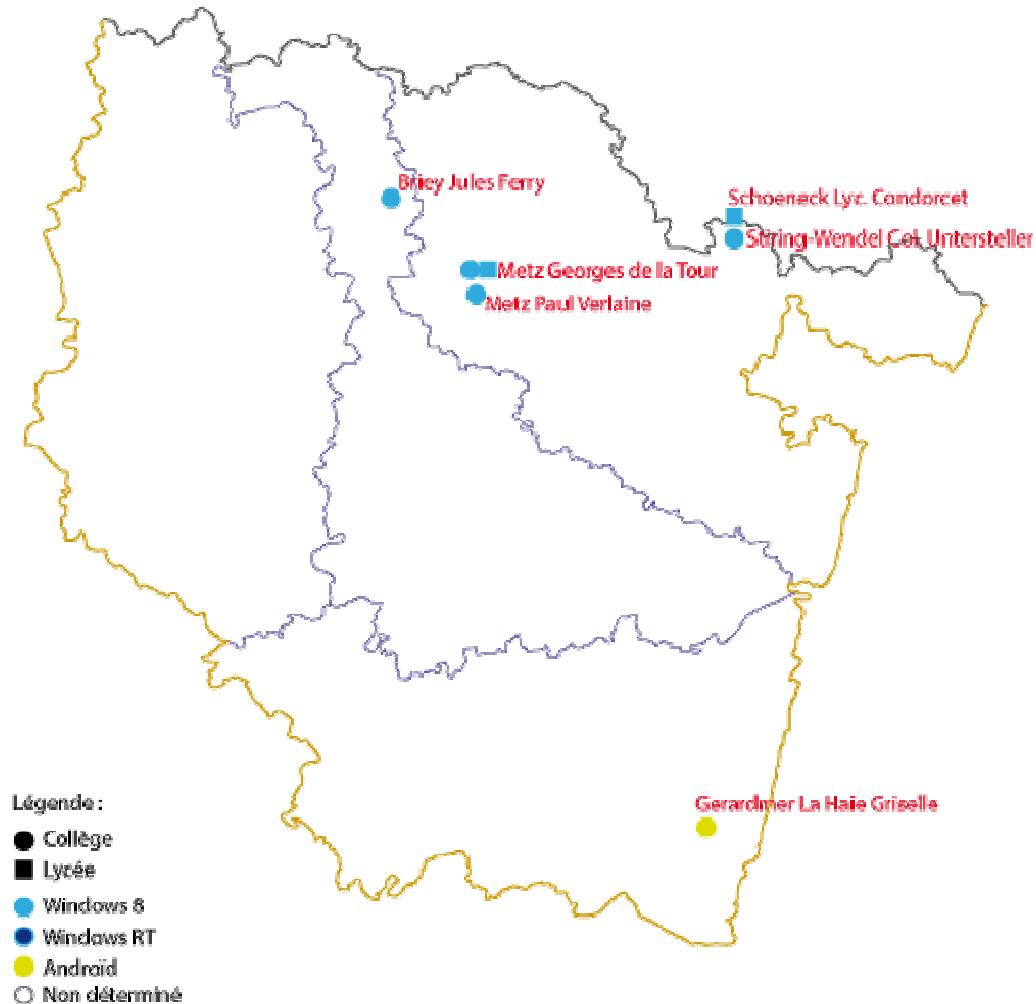 Briey Jules Ferry
Schoeneck Lyc. Condorcet
Stiring-Wendel Col. Untersteller
Metz Georges de la Tour
Metz Paul Verlaine
Gerardmer La Haie Griselle
Légende :
Collège
Lycée
Windows 8
Windows RT
Androïd
Non déterminé